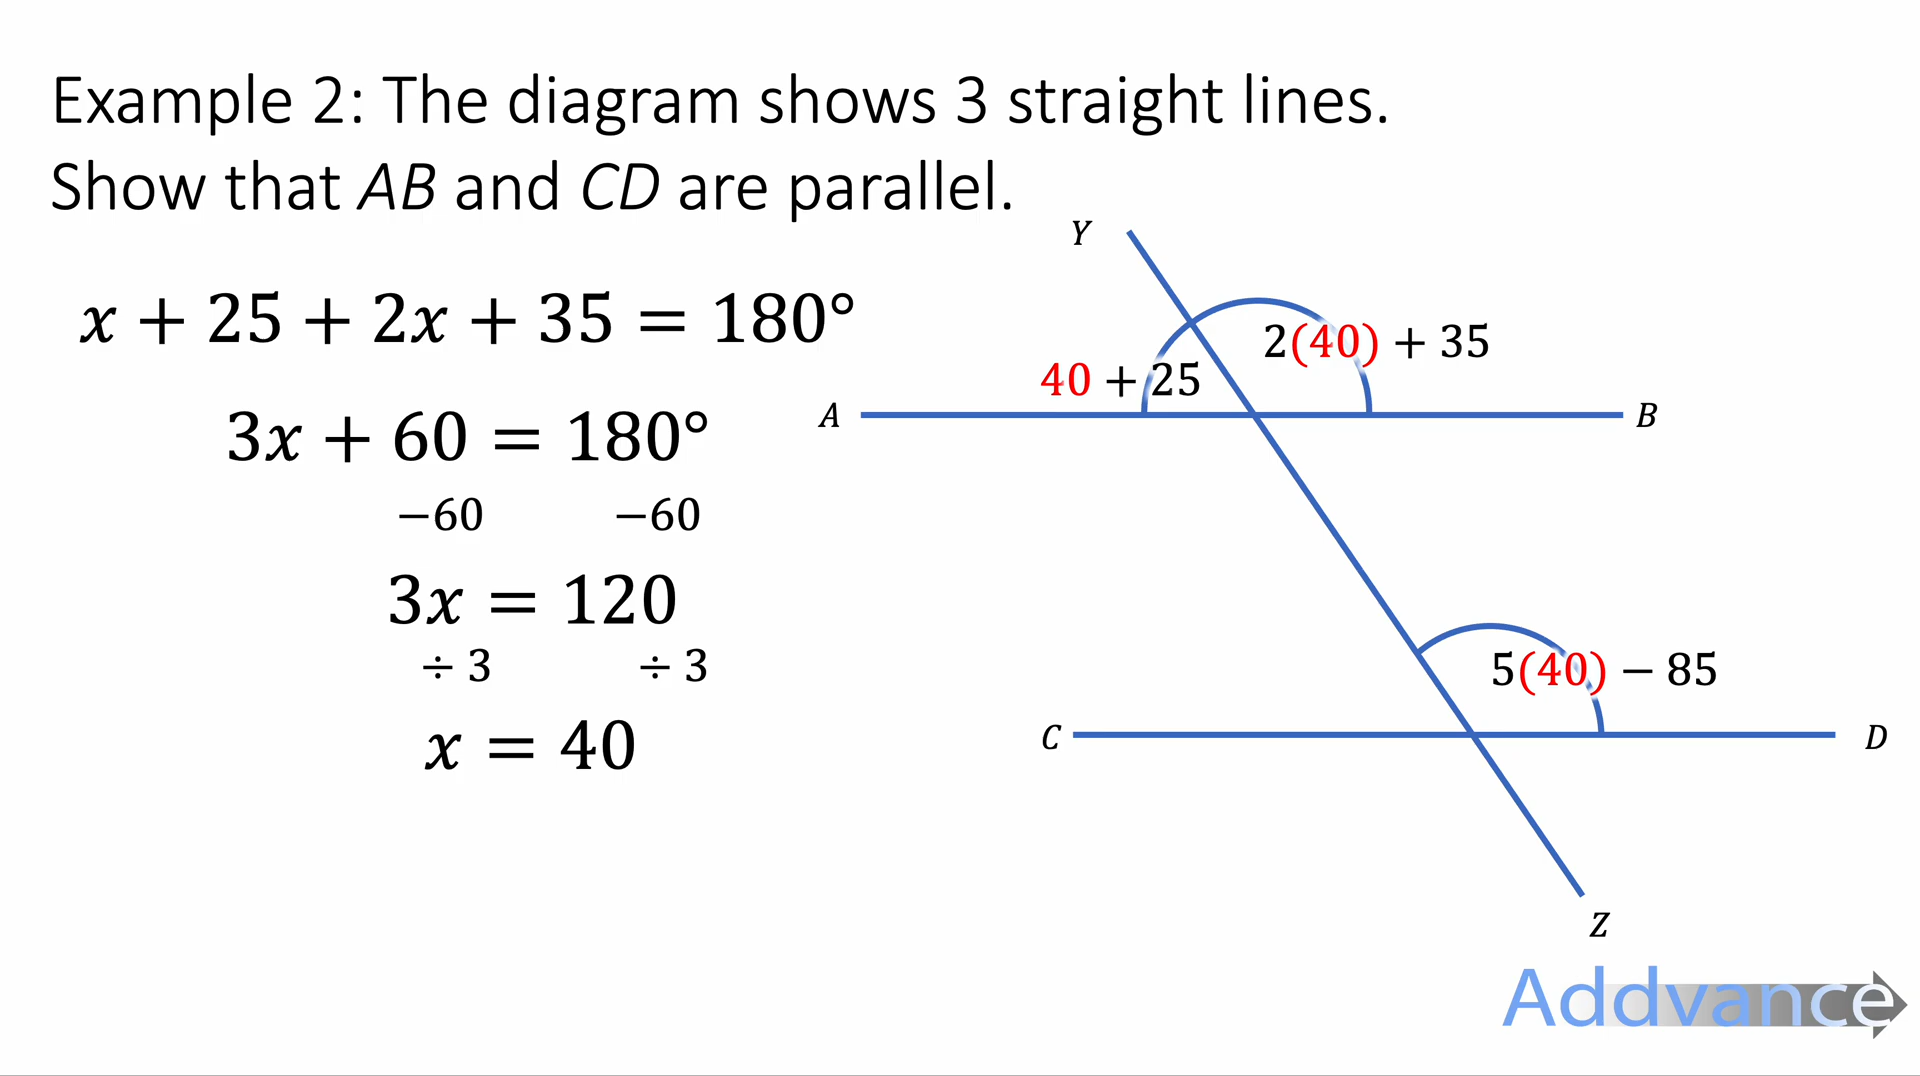 Example 2: The diagram shows 3 straight lines.
Show that AB and CD are parallel.
Y
x + 25 + 2x + 35 = 180°
2(40) + 35
40 + 25
A
B
3x + 60 = 180°
−60 −60
3x = 120
÷ 3 ÷ 3
5(40) − 85
x = 40
C
D
Z
Addvance